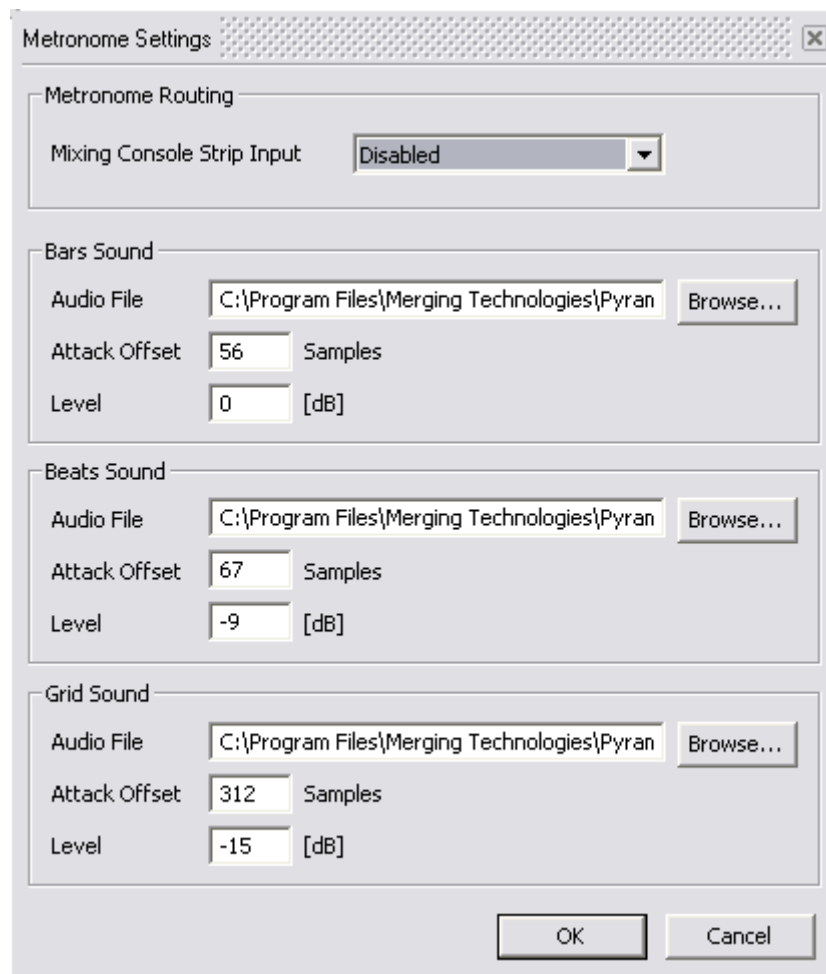 Metronome Settings
Metronome Routing
Mixing Console Strip Input Disabled
Bars Sound
Audio File C:\Program Files\Merging Technologies\Pyran Browse...
Attack Offset 56 Samples
Level 0 [dB]
Beats Sound
Audio File C:\Program Files\Merging Technologies\Pyran Browse...
Attack Offset 67 Samples
Level -9 [dB]
Grid Sound
Audio File C:\Program Files\Merging Technologies\Pyran Browse...
Attack Offset 312 Samples
Level -15 [dB]
OK Cancel